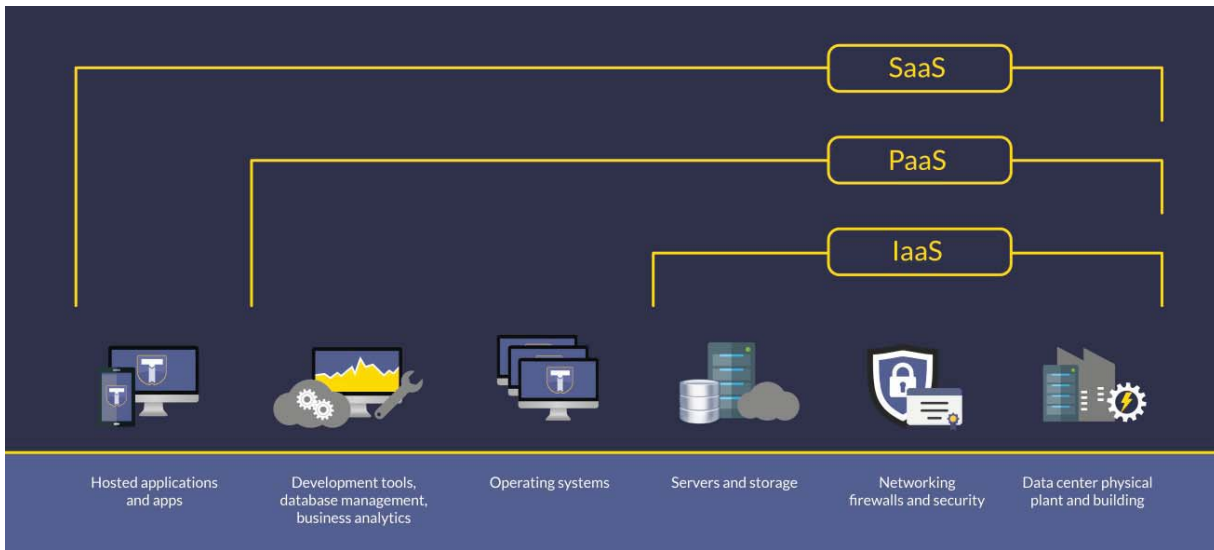 SaaS
PaaS
IaaS
Hosted applications
and apps
Development tools,
database management,
business analytics
Operating systems
Servers and storage
Networking
firewalls and security
Data center physical
plant and building